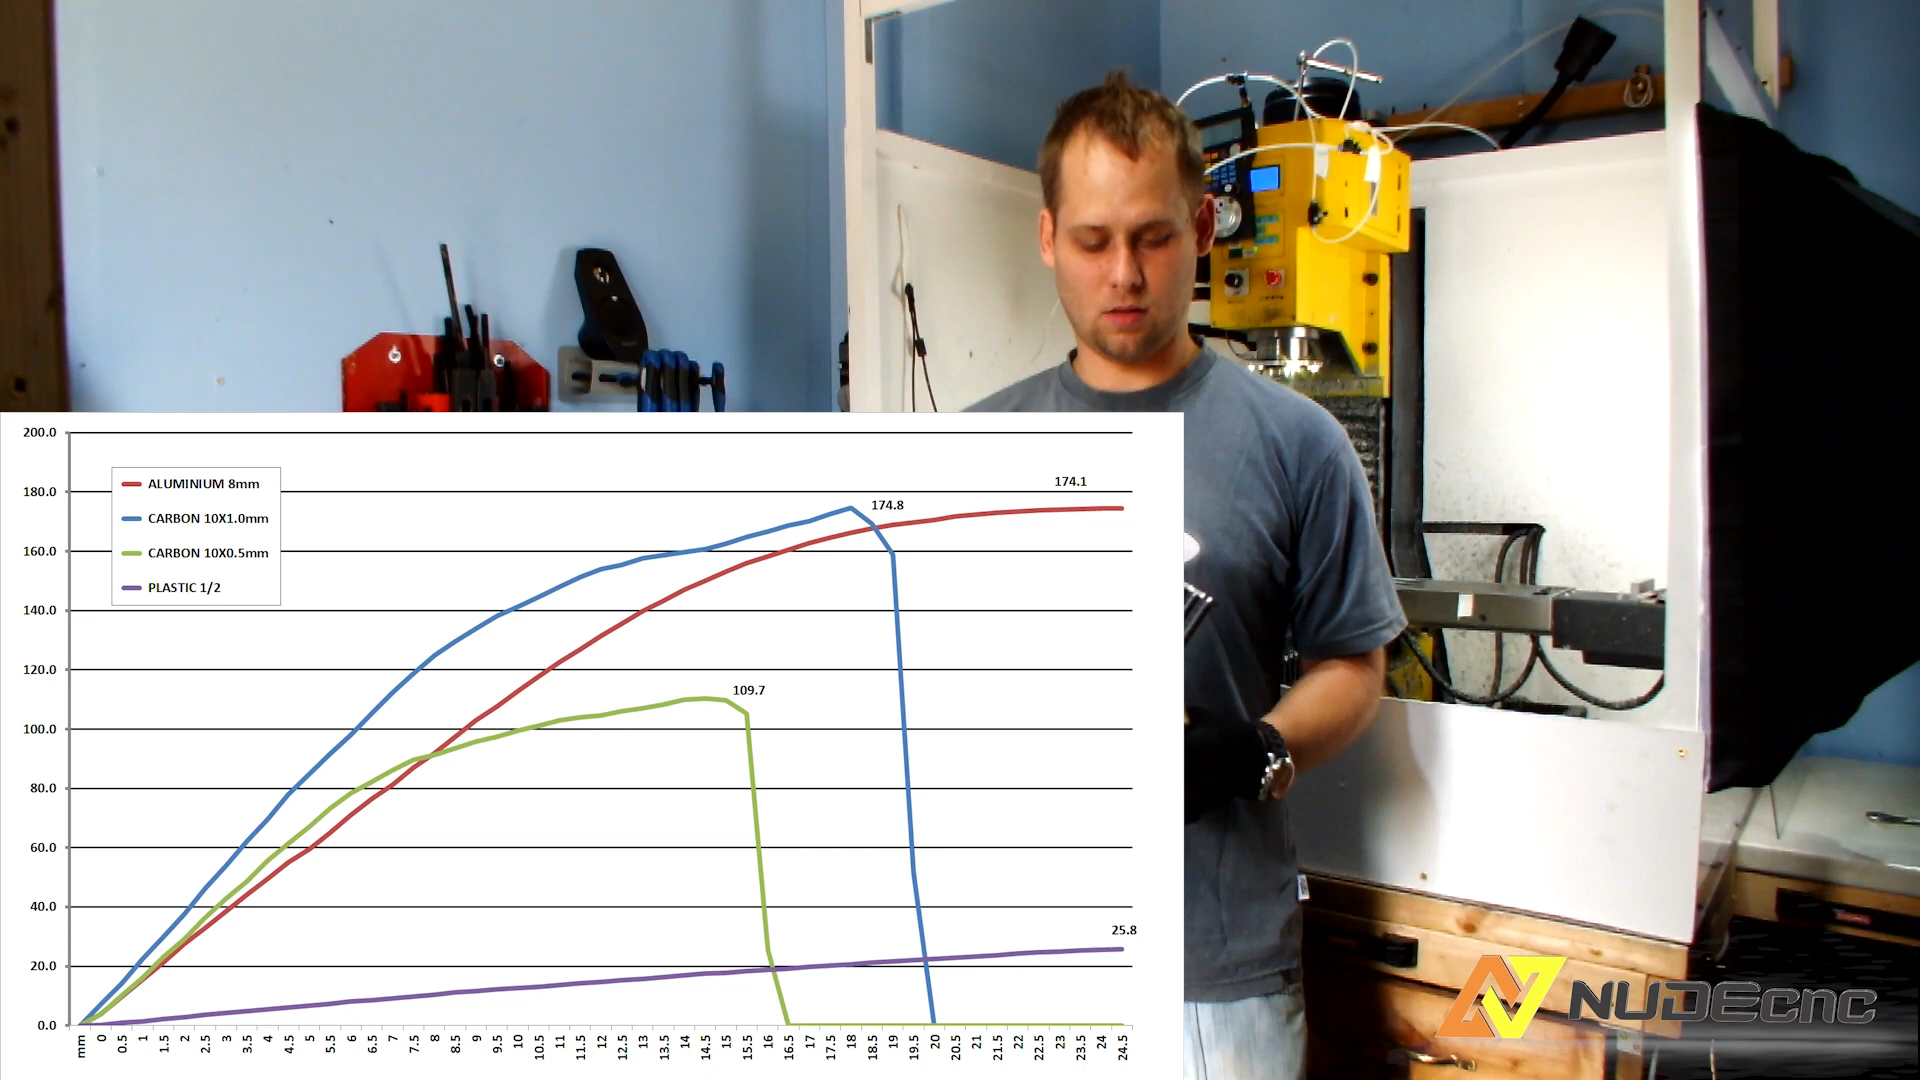 200.0
180.0
160.0
140.0
120.0
100.0
80.0
60.0
40.0
20.0
0.0
ALUMINIUM 8mm
CARBON 10X1.0mm
CARBON 10X0.5mm
PLASTIC 1/2
174.1
174.8
109.7
25.8
mm 0 0.5 1 1.5 2 2.5 3 3.5 4 4.5 5 5.5 6 6.5 7 7.5 8 8.5 9 9.5 10 10.5 11 11.5 12 12.5 13 13.5 14 14.5 15 15.5 16 16.5 17 17.5 18 18.5 19 19.5 20 20.5 21 21.5 22 22.5 23 23.5 24 24.5
NUDEcnc